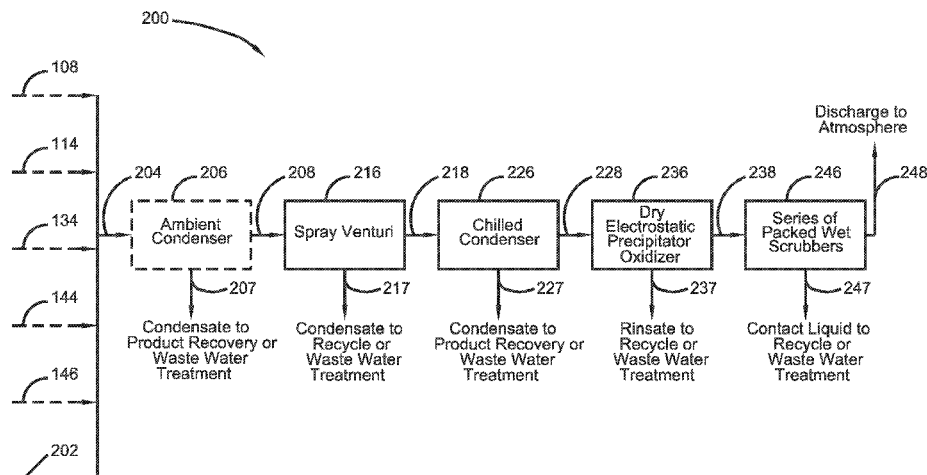 200
108
114
134
144
146
202
Discharge to
Atmosphere
204
206
208
216
218
226
228
236
238
246
248
Ambient
Condenser
Spray Venturi
Chilled
Condenser
Dry
Electrostatic
Precipitator
Oxidizer
Series of
Packed Wet
Scrubbers
207
217
227
237
247
Condensate to
Product Recovery or
Waste Water
Treatment
Condensate to
Recycle or
Waste Water
Treatment
Condensate to
Product Recovery or
Waste Water
Treatment
Rinsate to
Recycle or
Waste Water
Treatment
Contact Liquid to
Recycle or
Waste Water
Treatment